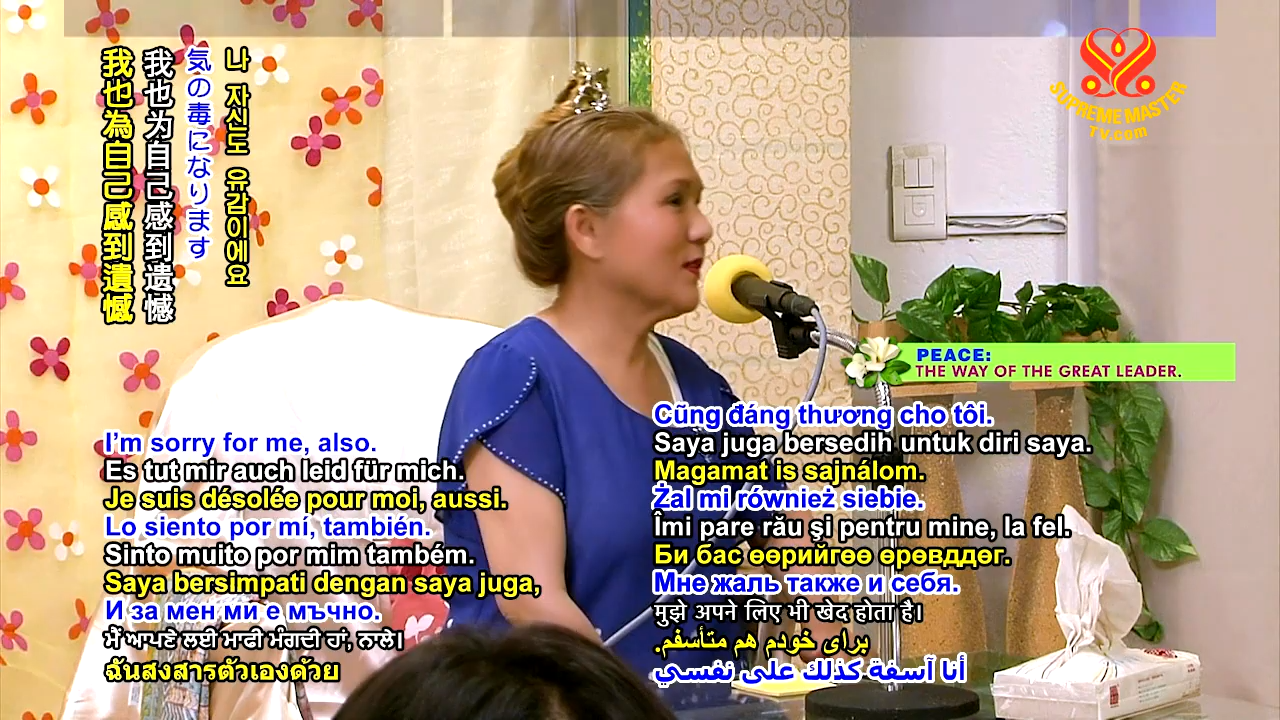 我也為自己感到遺憾
我也为自己感到遗憾
気の毒になります
나 자신도 유감이에요
SUPREME MASTER
TV.com
PEACE:
THE WAY OF THE GREAT LEADER.
I'm sorry for me, also.
Es tut mir auch leid für mich.
Je suis désolée pour moi, aussi.
Lo siento por mí, también.
Sinto muito por mim também.
Saya bersimpati dengan saya juga,
И за мен ми е мъчно.
ਮੈਂ ਆਪਣੇ ਲਈ ਮਾਫੀ ਮੰਗਦੀ ਹਾਂ, ਨਾਲੇ।
ฉันสงสารตัวเองด้วย
Cũng đáng thương cho tôi.
Saya juga bersedih untuk diri saya.
Magamat is sajnálom.
Żal mi również siebie.
Îmi pare rău şi pentru mine, la fel.
Би бас өөрийгөө өрөвддөг.
Мне жаль также и себя.
मुझे अपने लिए भी खेद होता है।
برای خودم هم متأسفم.
أنا آسفة كذلك على نفسي